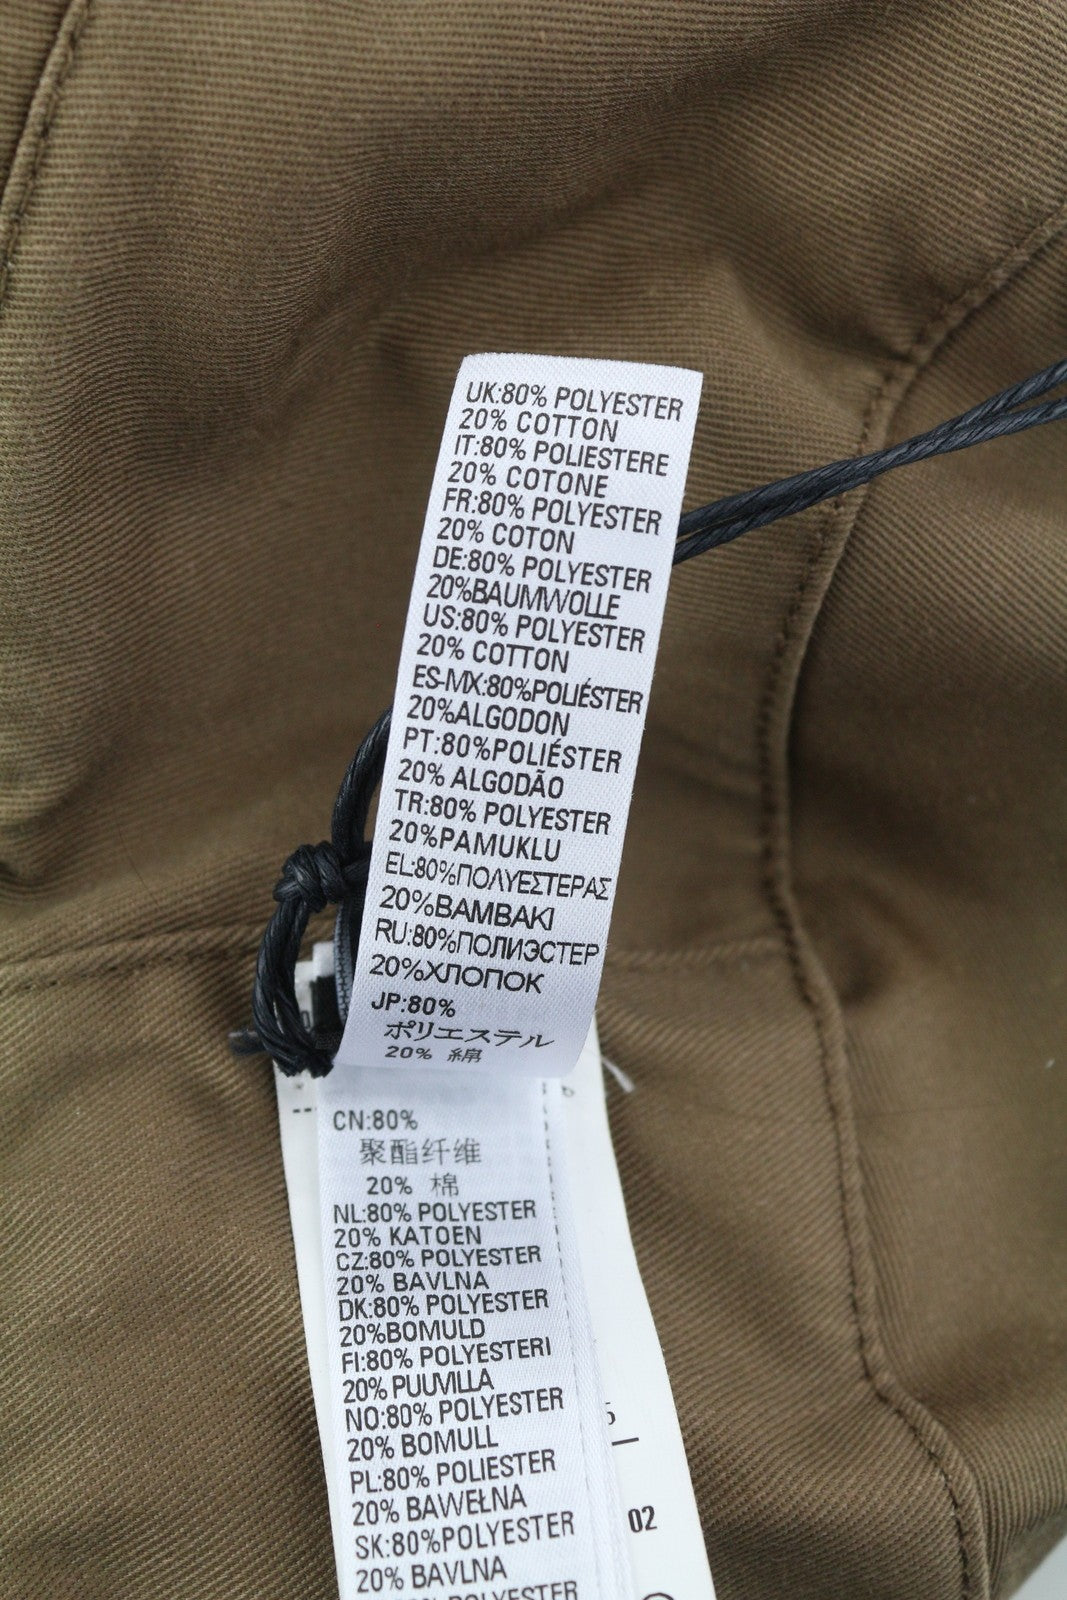 UK:80% POLYESTER
20% COTTON
IT:80% POLIESTERE
20% COTONE
FR:80% POLYESTER
20% COTON
DE:80% POLYESTER
20%BAUMWOLLE
US:80% POLYESTER
20% COTTON
ES-MX:80%POLIÉSTER
20%ALGODON
PT:80%POLIÉSTER
20% ALGODÃO
TR:80% POLYESTER
20%PAMUKLU
EL:80%ΠΟΛΥΕΣΤΕΡΑΣ
20%ΒΑΜΒΑΚΙ
RU:80%ПОЛИЭСТЕР
20%ХЛОПОК
JP:80%
ポリエステル
20% 綿
CN:80%
聚酯纤维
20% 棉
NL:80% POLYESTER
20% KATOEN
CZ:80% POLYESTER
20% BAVLNA
DK:80% POLYESTER
20%BOMULD
FI:80% POLYESTERI
20% PUUVILLA
NO:80% POLYESTER
20% BOMULL
PL:80% POLIESTER
20% BAWEŁNA
SK:80%POLYESTER
20% BAVLNA
02